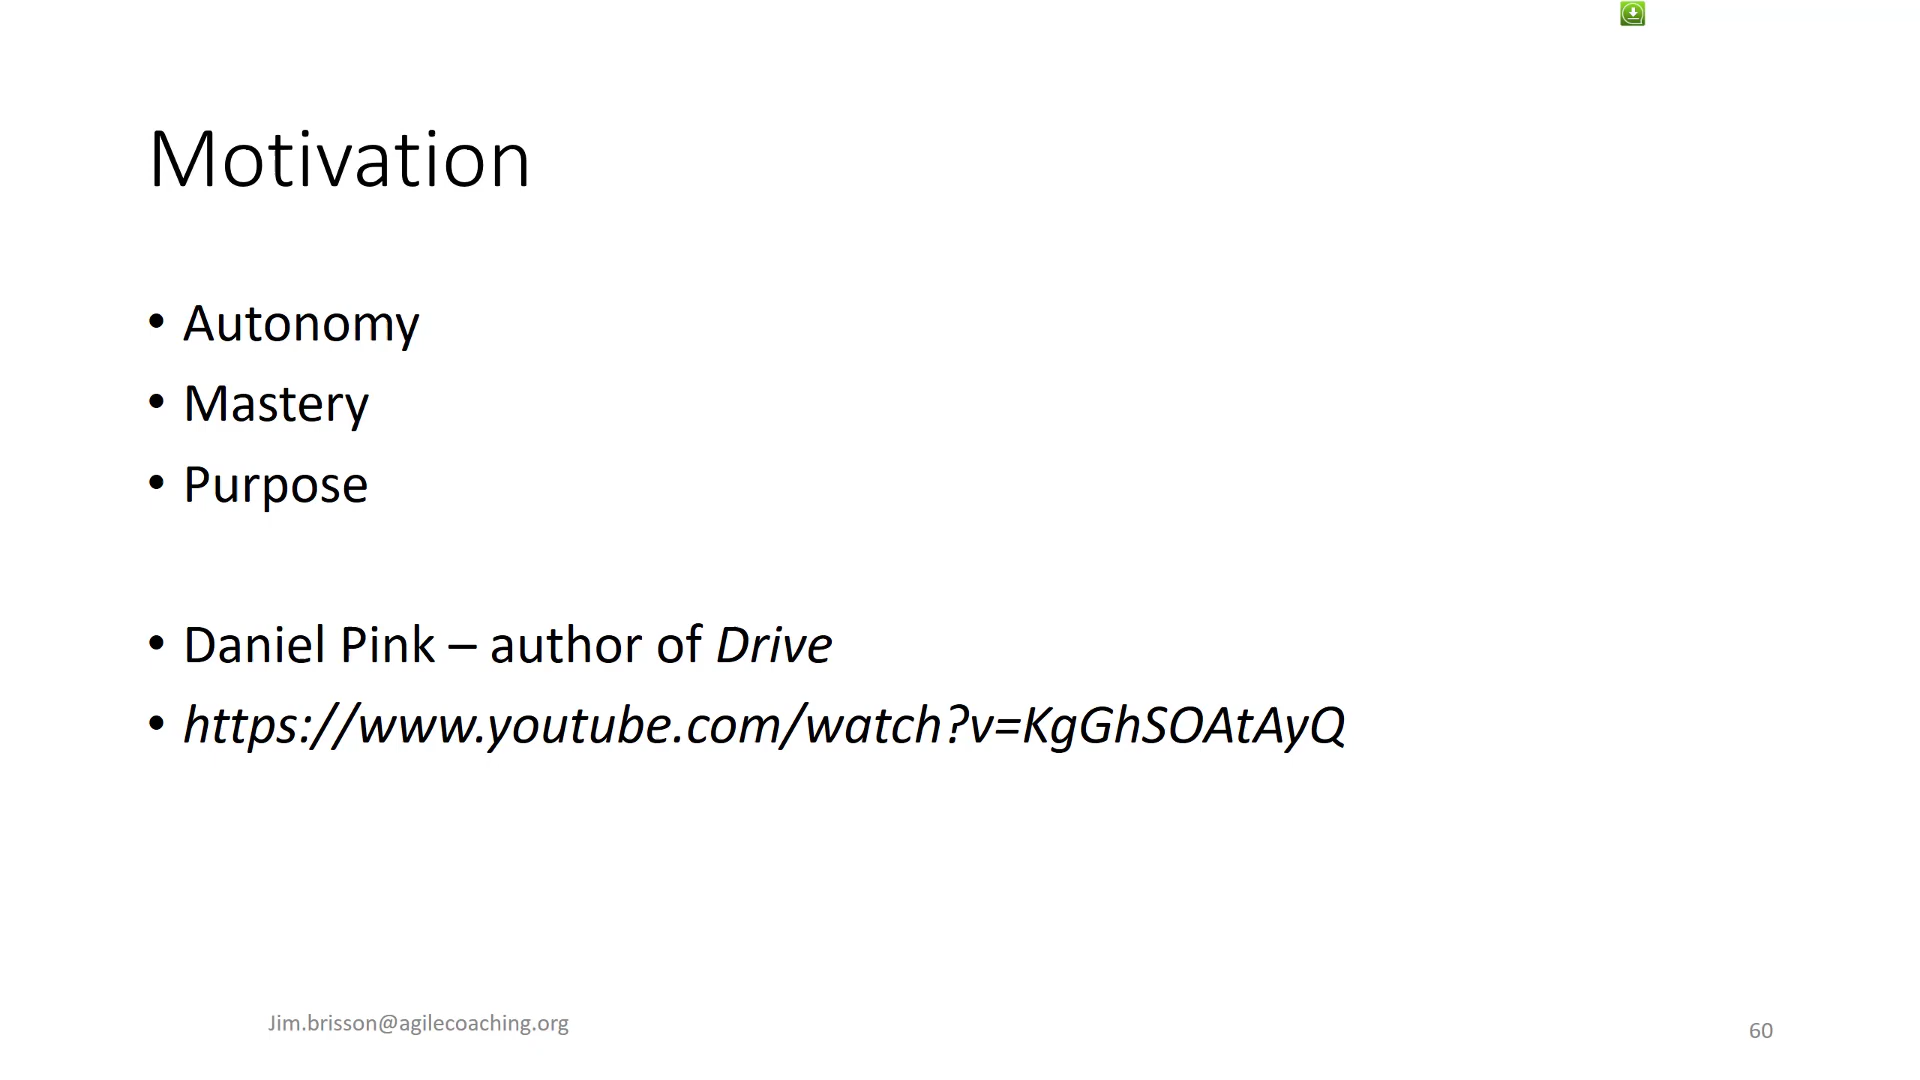 Motivation
• Autonomy
• Mastery
• Purpose
• Daniel Pink – author of Drive
• https://www.youtube.com/watch?v=KgGhSOAtAyQ
Jim.brisson@agilecoaching.org
60